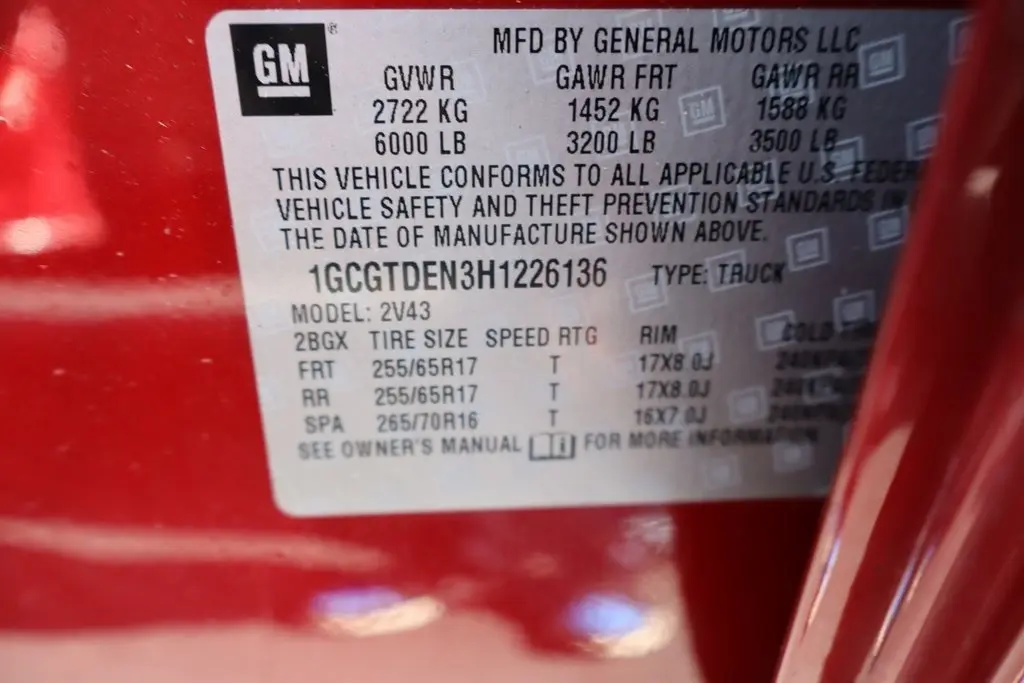 GM
MFD BY GENERAL MOTORS LLC
GVWR GAWR FRT GAWR RR
2722 KG 1452 KG 1588 KG
6000 LB 3200 LB 3500 LB
THIS VEHICLE CONFORMS TO ALL APPLICABLE U.S. FEDER
VEHICLE SAFETY AND THEFT PREVENTION STANDARDS IN
THE DATE OF MANUFACTURE SHOWN ABOVE.
1GCGTDEN3H1226136 TYPE: TRUCK
MODEL: 2V43
2BGX TIRE SIZE SPEED RTG RIM COLD
FRT 255/65R17 T 17X8.0J
RR 255/65R17 T 17X8.0J
SPA 265/70R16 T 16X7.0J
SEE OWNER'S MANUAL FOR MORE INFORMATION